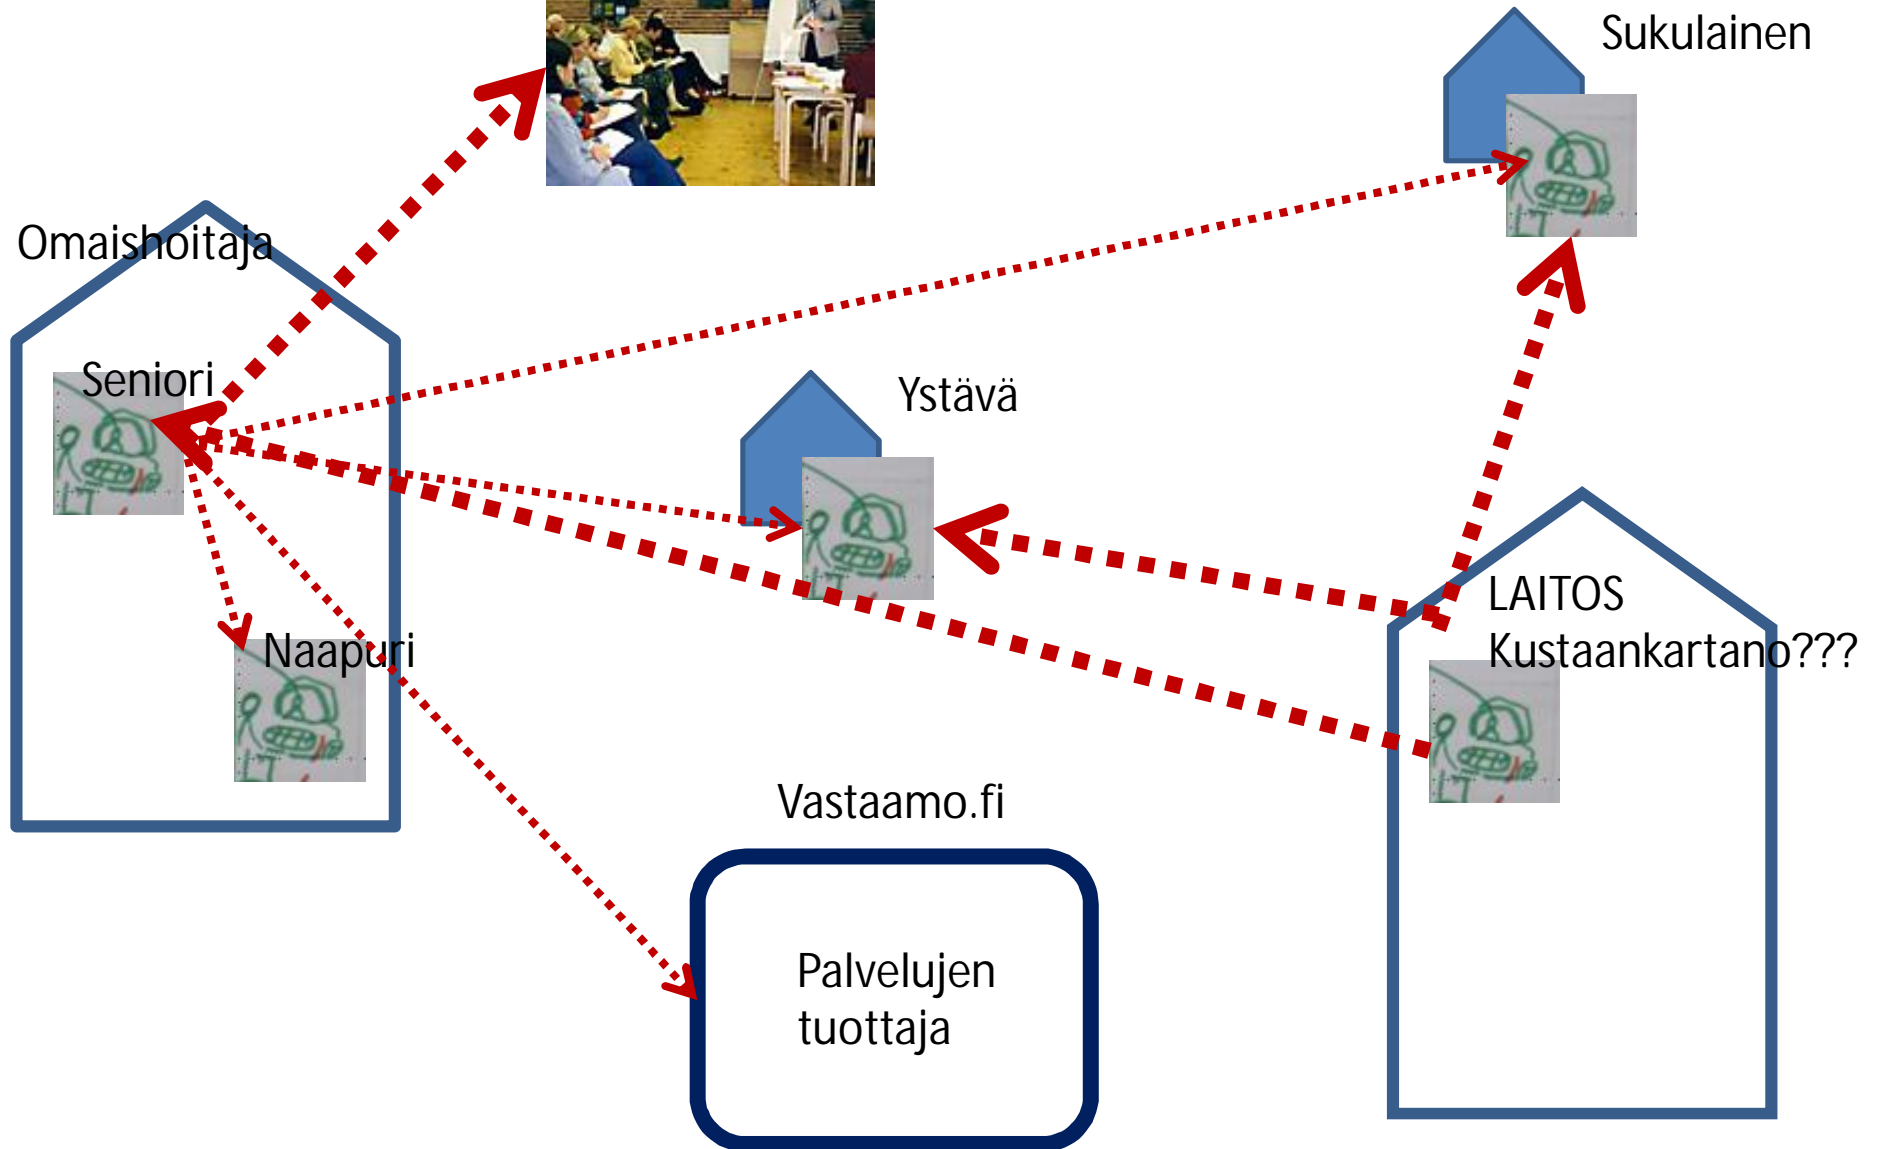 Sukulainen
Omaishoitaja
Seniori
Ystävä
LAITOS
Kustaankartano???
Naapuri
Vastaamo.fi
Palvelujen
tuottaja